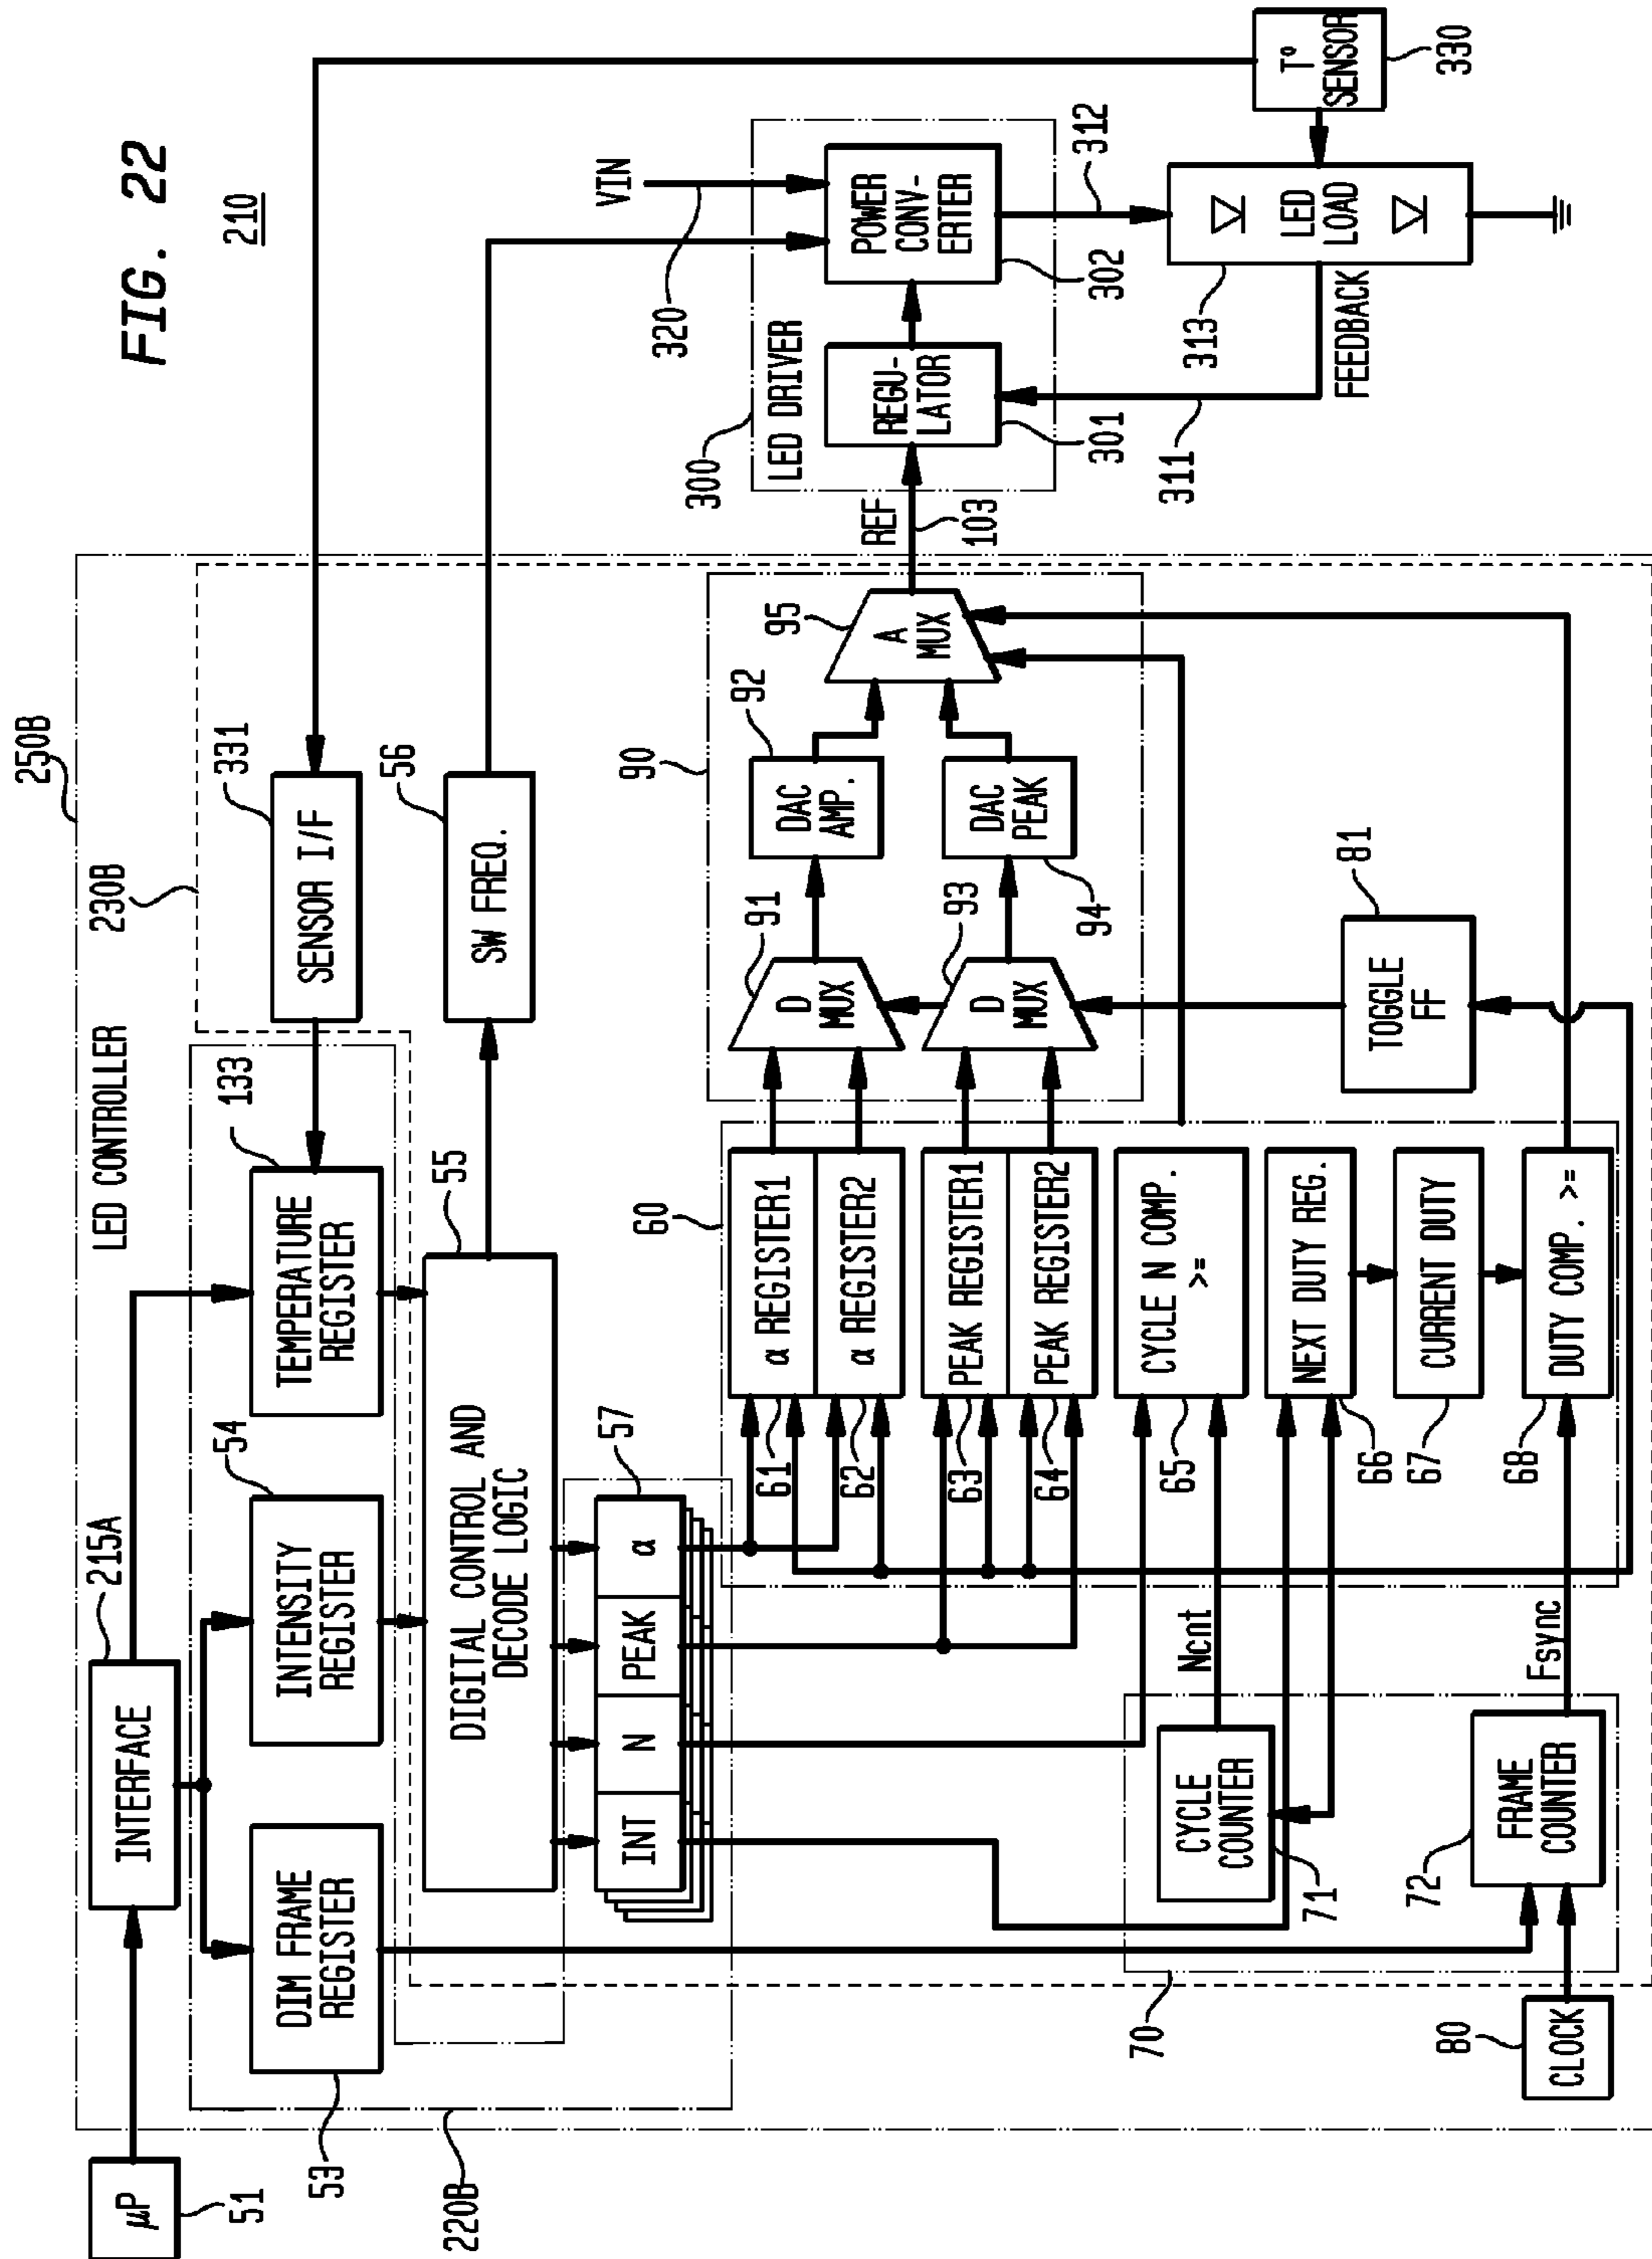 FIG. 22
210
250B
LED CONTROLLER
230B
μP
51
INTERFACE
215A
DIM FRAME
REGISTER
53
INTENSITY
REGISTER
54
TEMPERATURE
REGISTER
133
SENSOR I/F
331
220B
DIGITAL CONTROL AND
DECODE LOGIC
55
SW FREQ.
56
INT
N
PEAK
α
57
60
α REGISTER1
61
α REGISTER2
62
PEAK REGISTER1
63
PEAK REGISTER2
64
CYCLE N COMP.
>=
65
NEXT DUTY REG.
66
CURRENT DUTY
67
DUTY COMP. >=
68
70
CYCLE
COUNTER
71
Ncnt
FRAME
COUNTER
72
Fsync
CLOCK
80
TOGGLE
FF
81
90
D
MUX
91
DAC
AMP.
92
D
MUX
93
DAC
PEAK
94
A
MUX
95
REF
103
VIN
320
300
LED DRIVER
REGU-
LATOR
301
POWER
CONV-
ERTER
302
311
FEEDBACK
312
LED
LOAD
313
T°
SENSOR
330